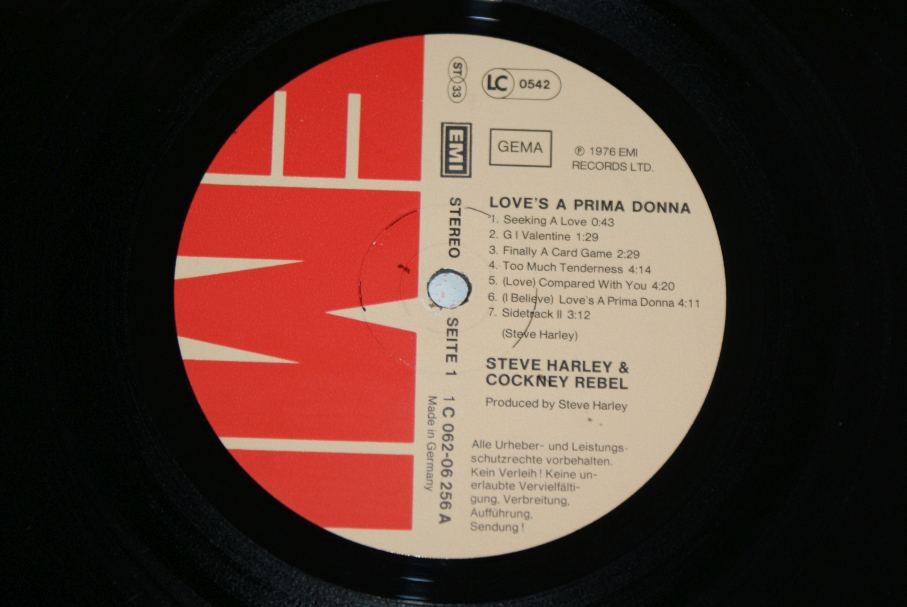 ST 33
LC 0542
EMI
GEMA
℗ 1976 EMI
RECORDS LTD.
STEREO
SEITE 1
1 C 062-06 256 A
Made in Germany
LOVE'S A PRIMA DONNA
1. Seeking A Love 0:43
2. G I Valentine 1:29
3. Finally A Card Game 2:29
4. Too Much Tenderness 4:14
5. (Love) Compared With You 4:20
6. (I Believe) Love's A Prima Donna 4:11
7. Sidetrack II 3:12
(Steve Harley)
STEVE HARLEY &
COCKNEY REBEL
Produced by Steve Harley
Alle Urheber- und Leistungs-
schutzrechte vorbehalten.
Kein Verleih! Keine un-
erlaubte Vervielfälti-
gung, Verbreitung,
Aufführung,
Sendung!
EMI